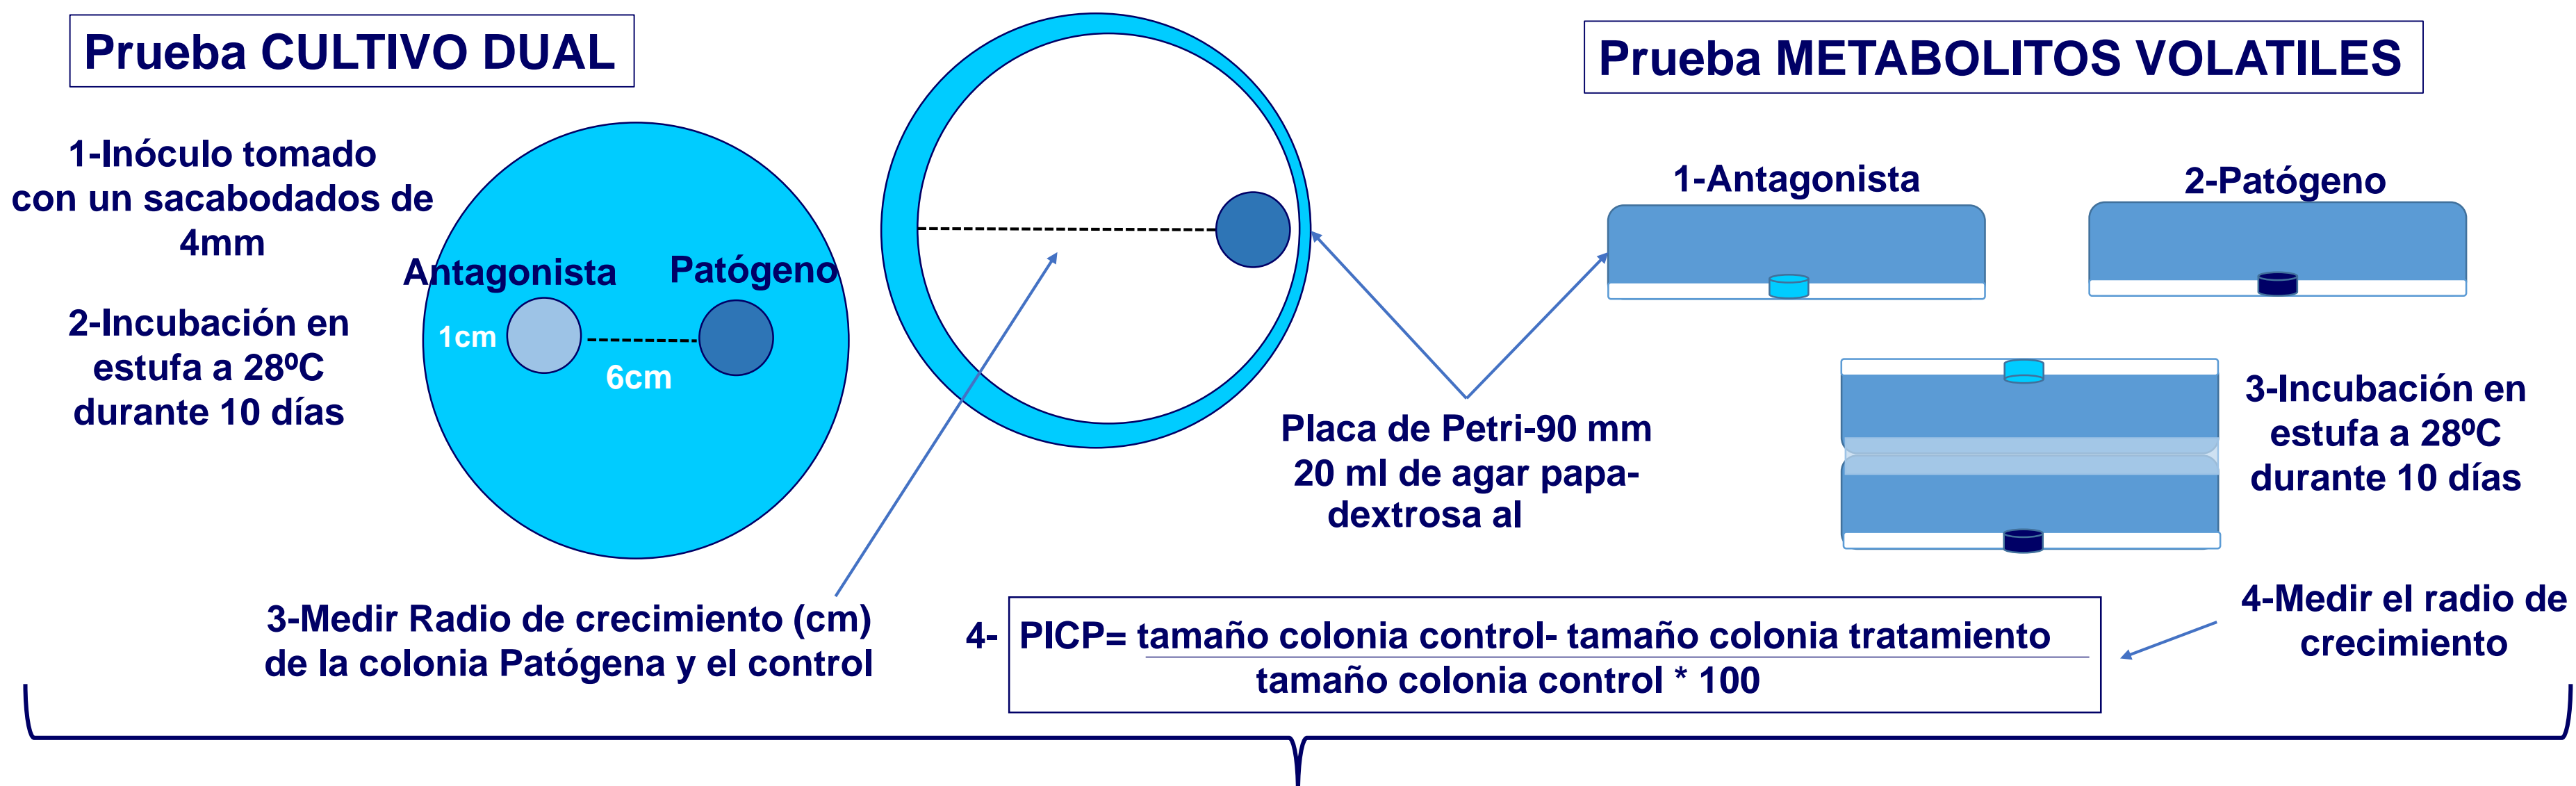 Prueba CULTIVO DUAL
1-Inóculo tomado
con un sacabodados de
4mm
2-Incubación en
estufa a 28ºC
durante 10 días
Antagonista
Patógeno
1cm
6cm
3-Medir Radio de crecimiento (cm)
de la colonia Patógena y el control
Placa de Petri-90 mm
20 ml de agar papa-
dextrosa al
Prueba METABOLITOS VOLATILES
1-Antagonista
2-Patógeno
3-Incubación en
estufa a 28ºC
durante 10 días
4-Medir el radio de
crecimiento
4- PICP= tamaño colonia control- tamaño colonia tratamiento
tamaño colonia control * 100